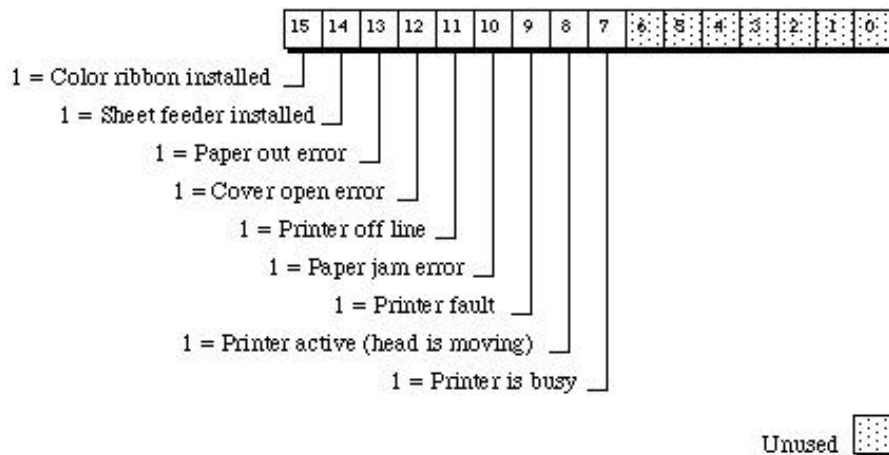 15 14 13 12 11 10 9 8 7 6 5 4 3 2 1 0
1 = Color ribbon installed
1 = Sheet feeder installed
1 = Paper out error
1 = Cover open error
1 = Printer off line
1 = Paper jam error
1 = Printer fault
1 = Printer active (head is moving)
1 = Printer is busy
Unused